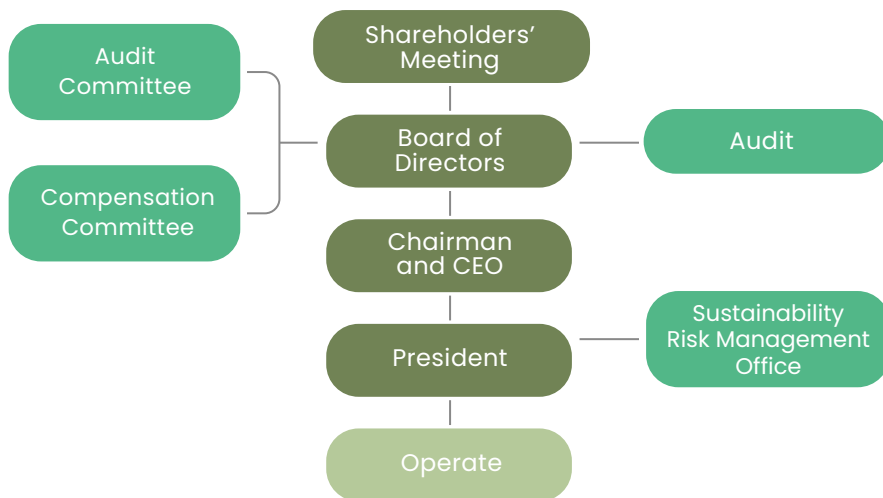 Shareholders’
Meeting
Audit
Committee
Board of
Directors
Audit
Compensation
Committee
Chairman
and CEO
President
Sustainability
Risk Management
Office
Operate